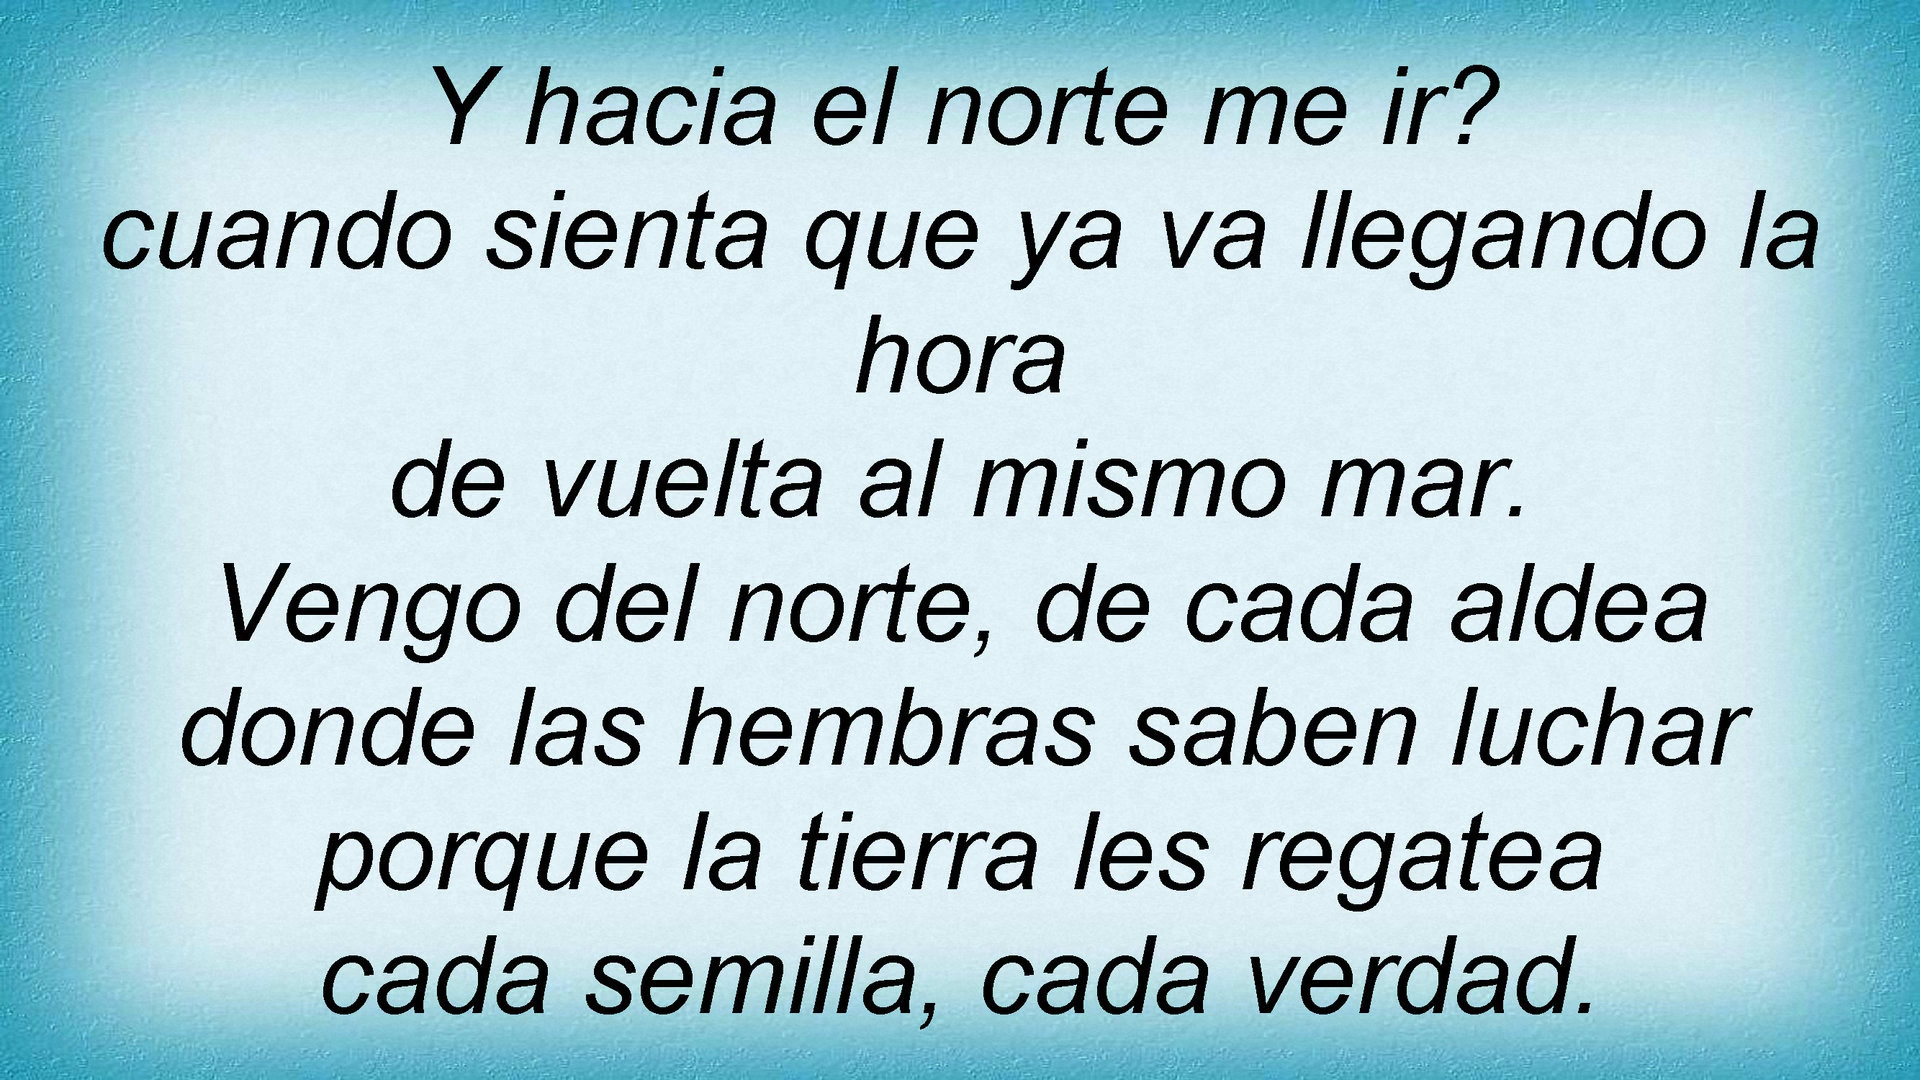 Y hacia el norte me ir?
cuando sienta que ya va llegando la
hora
de vuelta al mismo mar.
Vengo del norte, de cada aldea
donde las hembras saben luchar
porque la tierra les regatea
cada semilla, cada verdad.